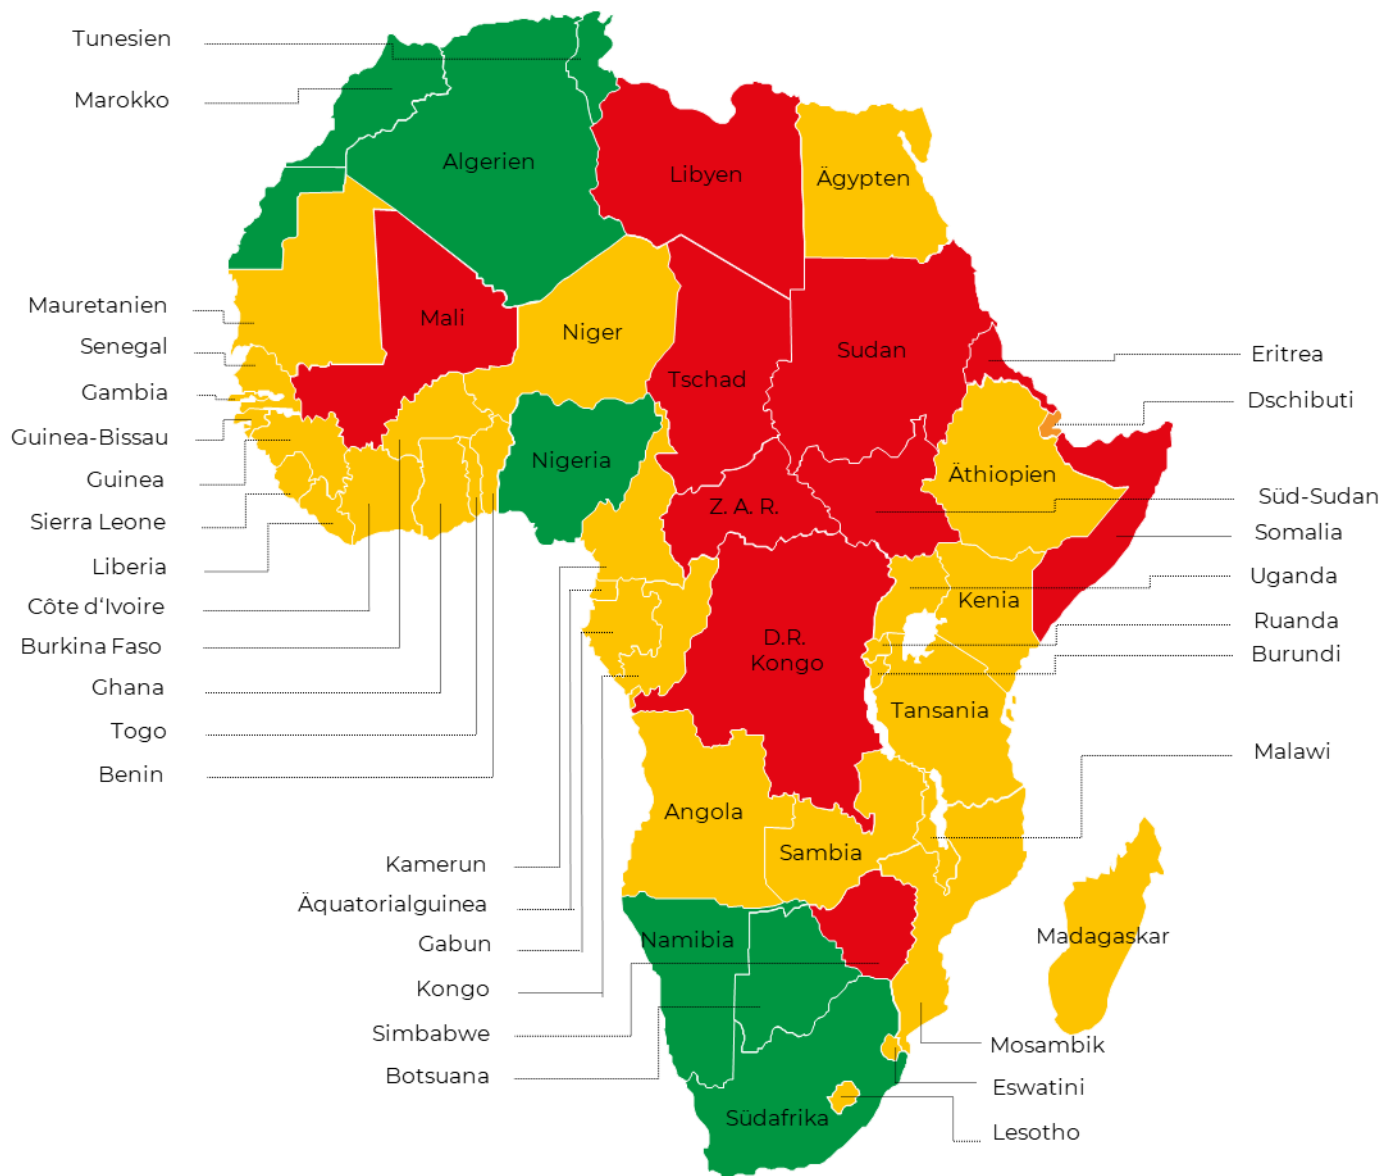 Tunesien
Marokko
Algerien
Libyen
Ägypten
Mauretanien
Senegal
Gambia
Guinea-Bissau
Guinea
Sierra Leone
Liberia
Côte d‘Ivoire
Burkina Faso
Ghana
Togo
Benin
Mali
Niger
Tschad
Sudan
Nigeria
Z. A. R.
Äthiopien
Eritrea
Dschibuti
Süd-Sudan
Somalia
Uganda
Ruanda
Burundi
Kenia
D.R.
Kongo
Tansania
Malawi
Angola
Sambia
Kamerun
Äquatorialguinea
Gabun
Kongo
Simbabwe
Botsuana
Namibia
Madagaskar
Mosambik
Eswatini
Lesotho
Südafrika